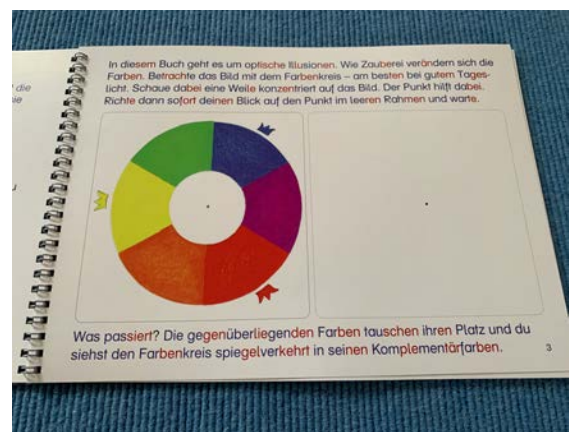 In diesem Buch geht es um optische Illusionen. Wie Zauberei verändern sich die
Farben. Betrachte das Bild mit dem Farbenkreis – am besten bei gutem Tages-
licht. Schaue dabei eine Weile konzentriert auf das Bild. Der Punkt hilft dabei.
Richte dann sofort deinen Blick auf den Punkt im leeren Rahmen und warte.
Was passiert? Die gegenüberliegenden Farben tauschen ihren Platz und du
siehst den Farbenkreis spiegelverkehrt in seinen Komplementärfarben.
3